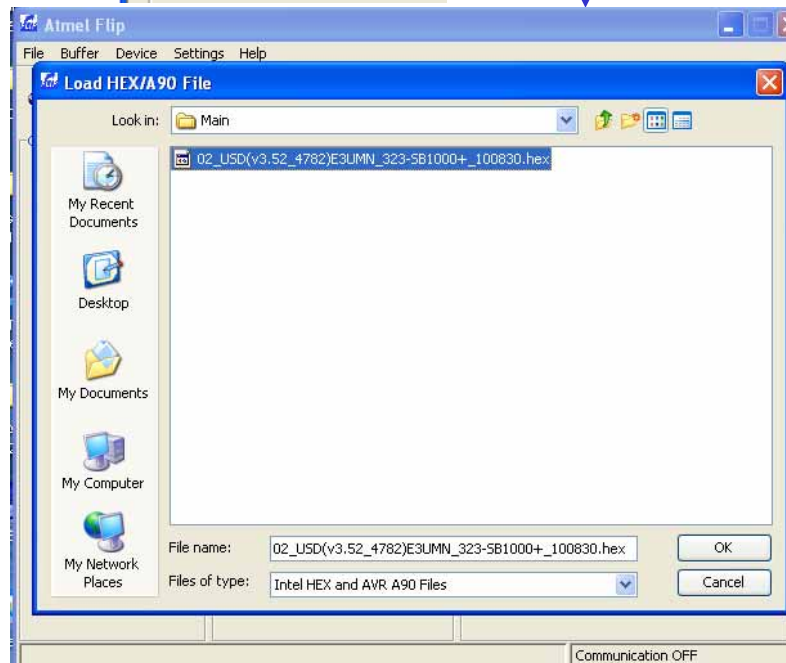 Atmel Flip
File Buffer Device Settings Help
Load HEX/A90 File
Look in: Main
02_USD(v3.52_4782)E3UMN_323-SB1000+_100830.hex
My Recent
Documents
Desktop
My Documents
My Computer
My Network
Places
File name: 02_USD(v3.52_4782)E3UMN_323-SB1000+_100830.hex OK
Files of type: Intel HEX and AVR A90 Files Cancel
Communication OFF